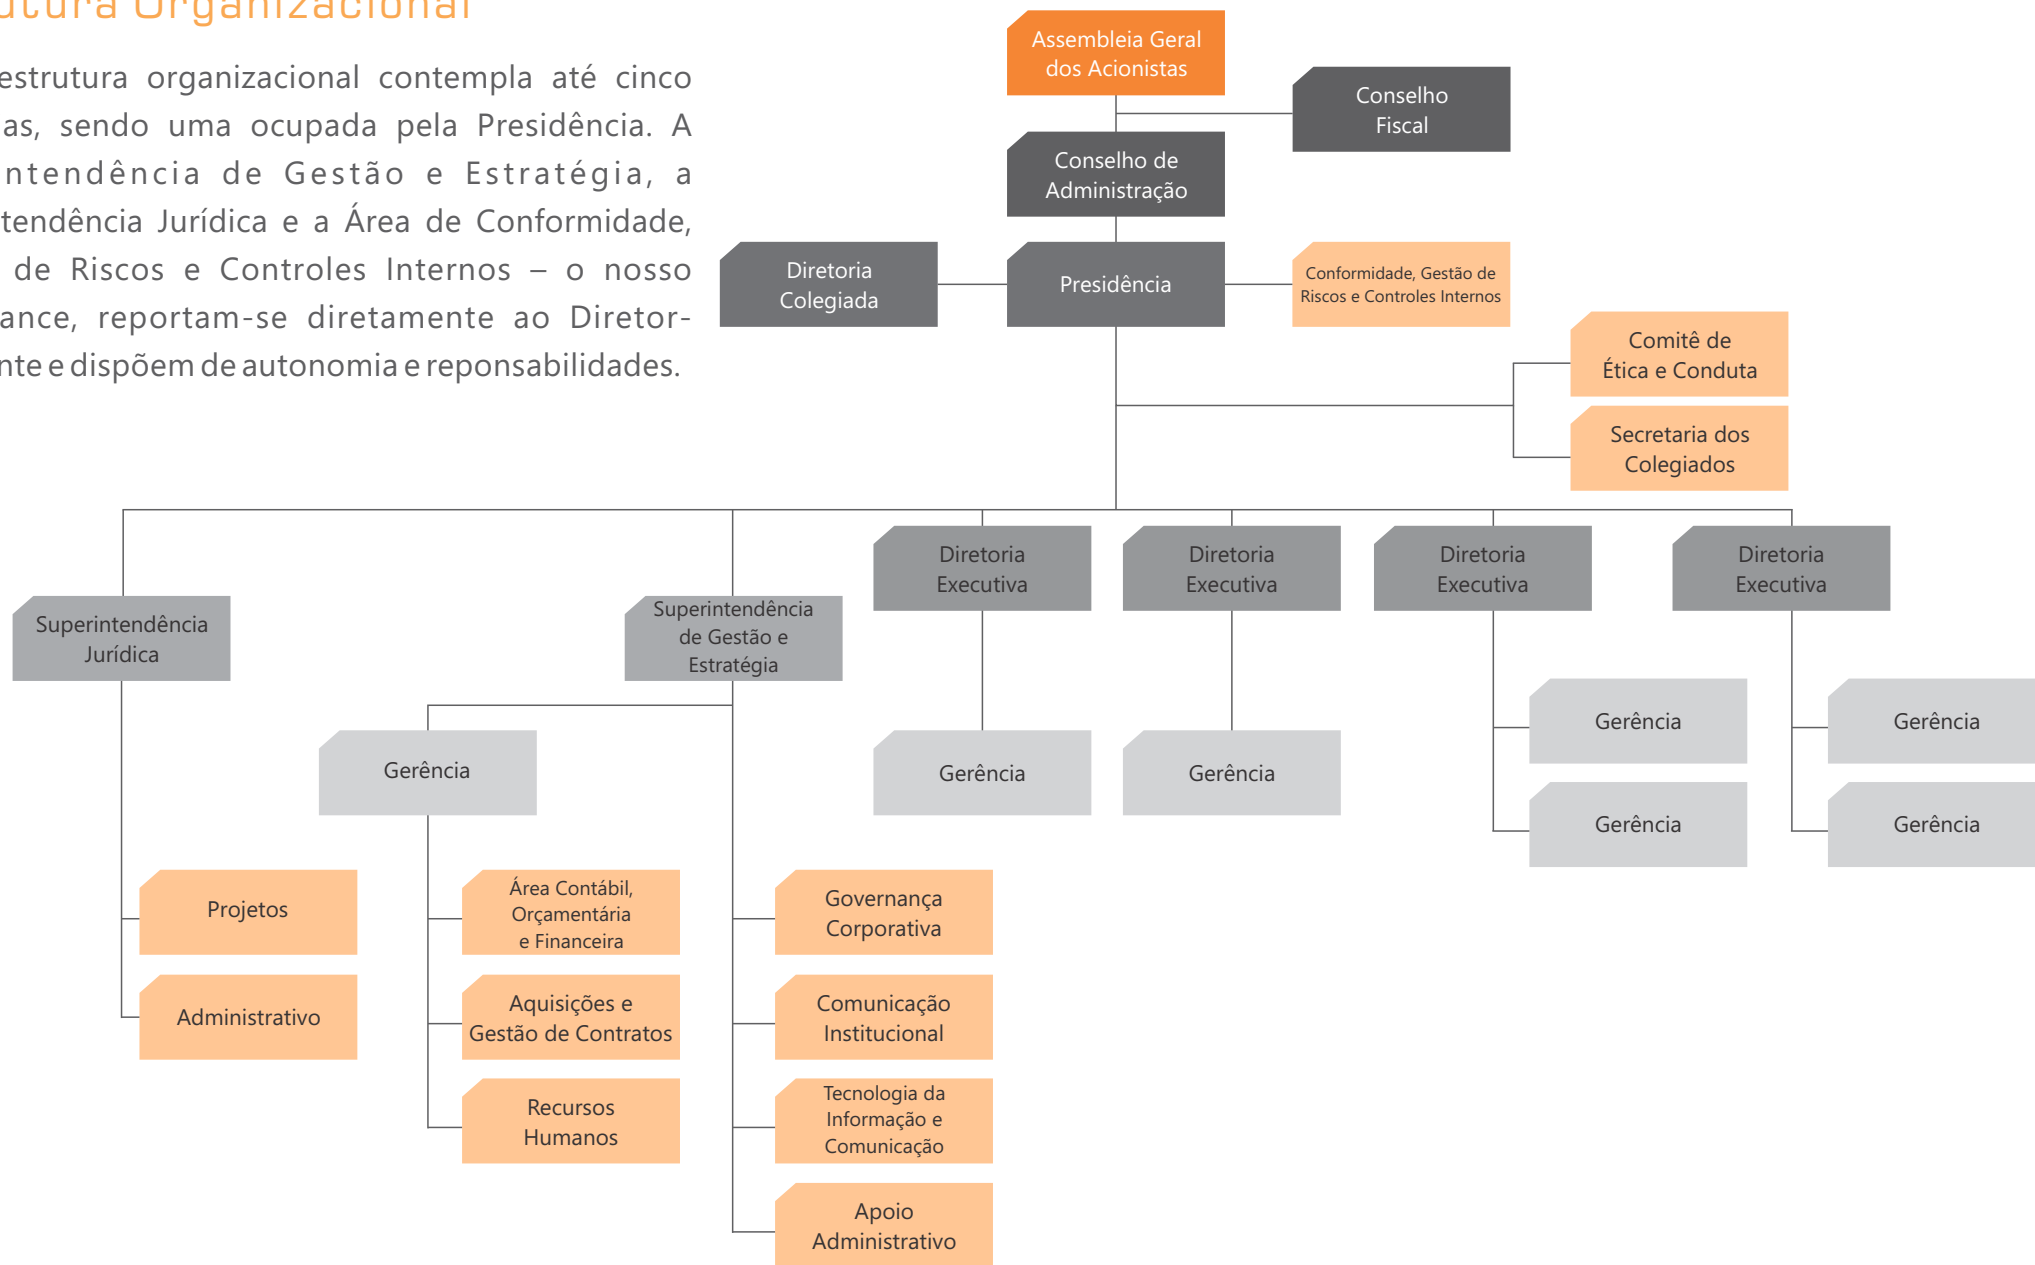 utura Organizacional
estrutura organizacional contempla até cinco
as, sendo uma ocupada pela Presidência. A
ntendência de Gestão e Estratégia, a
tendência Jurídica e a Área de Conformidade,
de Riscos e Controles Internos – o nosso
ance, reportam-se diretamente ao Diretor-
nte e dispõem de autonomia e reponsabilidades.
Assembleia Geral
dos Acionistas
Conselho
Fiscal
Conselho de
Administração
Diretoria
Colegiada
Presidência
Conformidade, Gestão de
Riscos e Controles Internos
Comitê de
Ética e Conduta
Secretaria dos
Colegiados
Superintendência
Jurídica
Superintendência
de Gestão e
Estratégia
Diretoria
Executiva
Diretoria
Executiva
Diretoria
Executiva
Diretoria
Executiva
Gerência
Gerência
Gerência
Gerência
Gerência
Gerência
Gerência
Projetos
Administrativo
Área Contábil,
Orçamentária
e Financeira
Aquisições e
Gestão de Contratos
Recursos
Humanos
Governança
Corporativa
Comunicação
Institucional
Tecnologia da
Informação e
Comunicação
Apoio
Administrativo